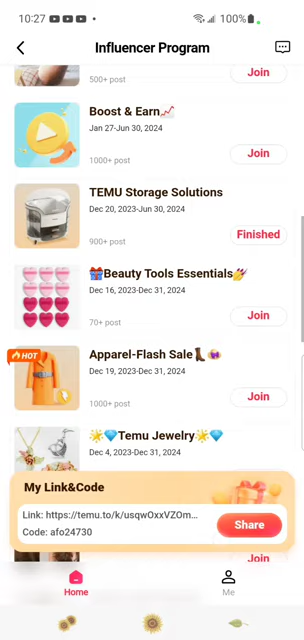 10:27
100%
Influencer Program
500+ post
Join
Boost & Earn📈
Jan 27-Jun 30, 2024
1000+ post
Join
TEMU Storage Solutions
Dec 20, 2023-Jun 30, 2024
900+ post
Finished
🎁Beauty Tools Essentials💅
Dec 16, 2023-Dec 31, 2024
70+ post
Join
HOT
Apparel-Flash Sale👢👛
Dec 19, 2023-Dec 31, 2024
1000+ post
Join
🌟💎Temu Jewelry🌟💎
Dec 4, 2023-Dec 31, 2024
My Link&Code
Link: https://temu.to/k/usqwOxxVZOm...
Code: afo24730
Share
Join
Home
Me